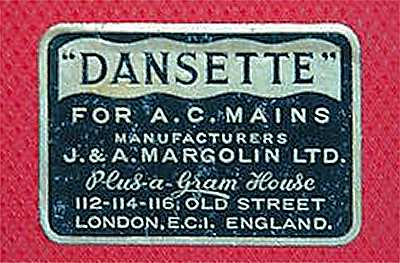 "DANSETTE"
FOR A.C. MAINS
MANUFACTURERS
J. & A. MARGOLIN LTD.
Plus-a-Gram House
112-114-116, OLD STREET
LONDON, E.C.1. ENGLAND.